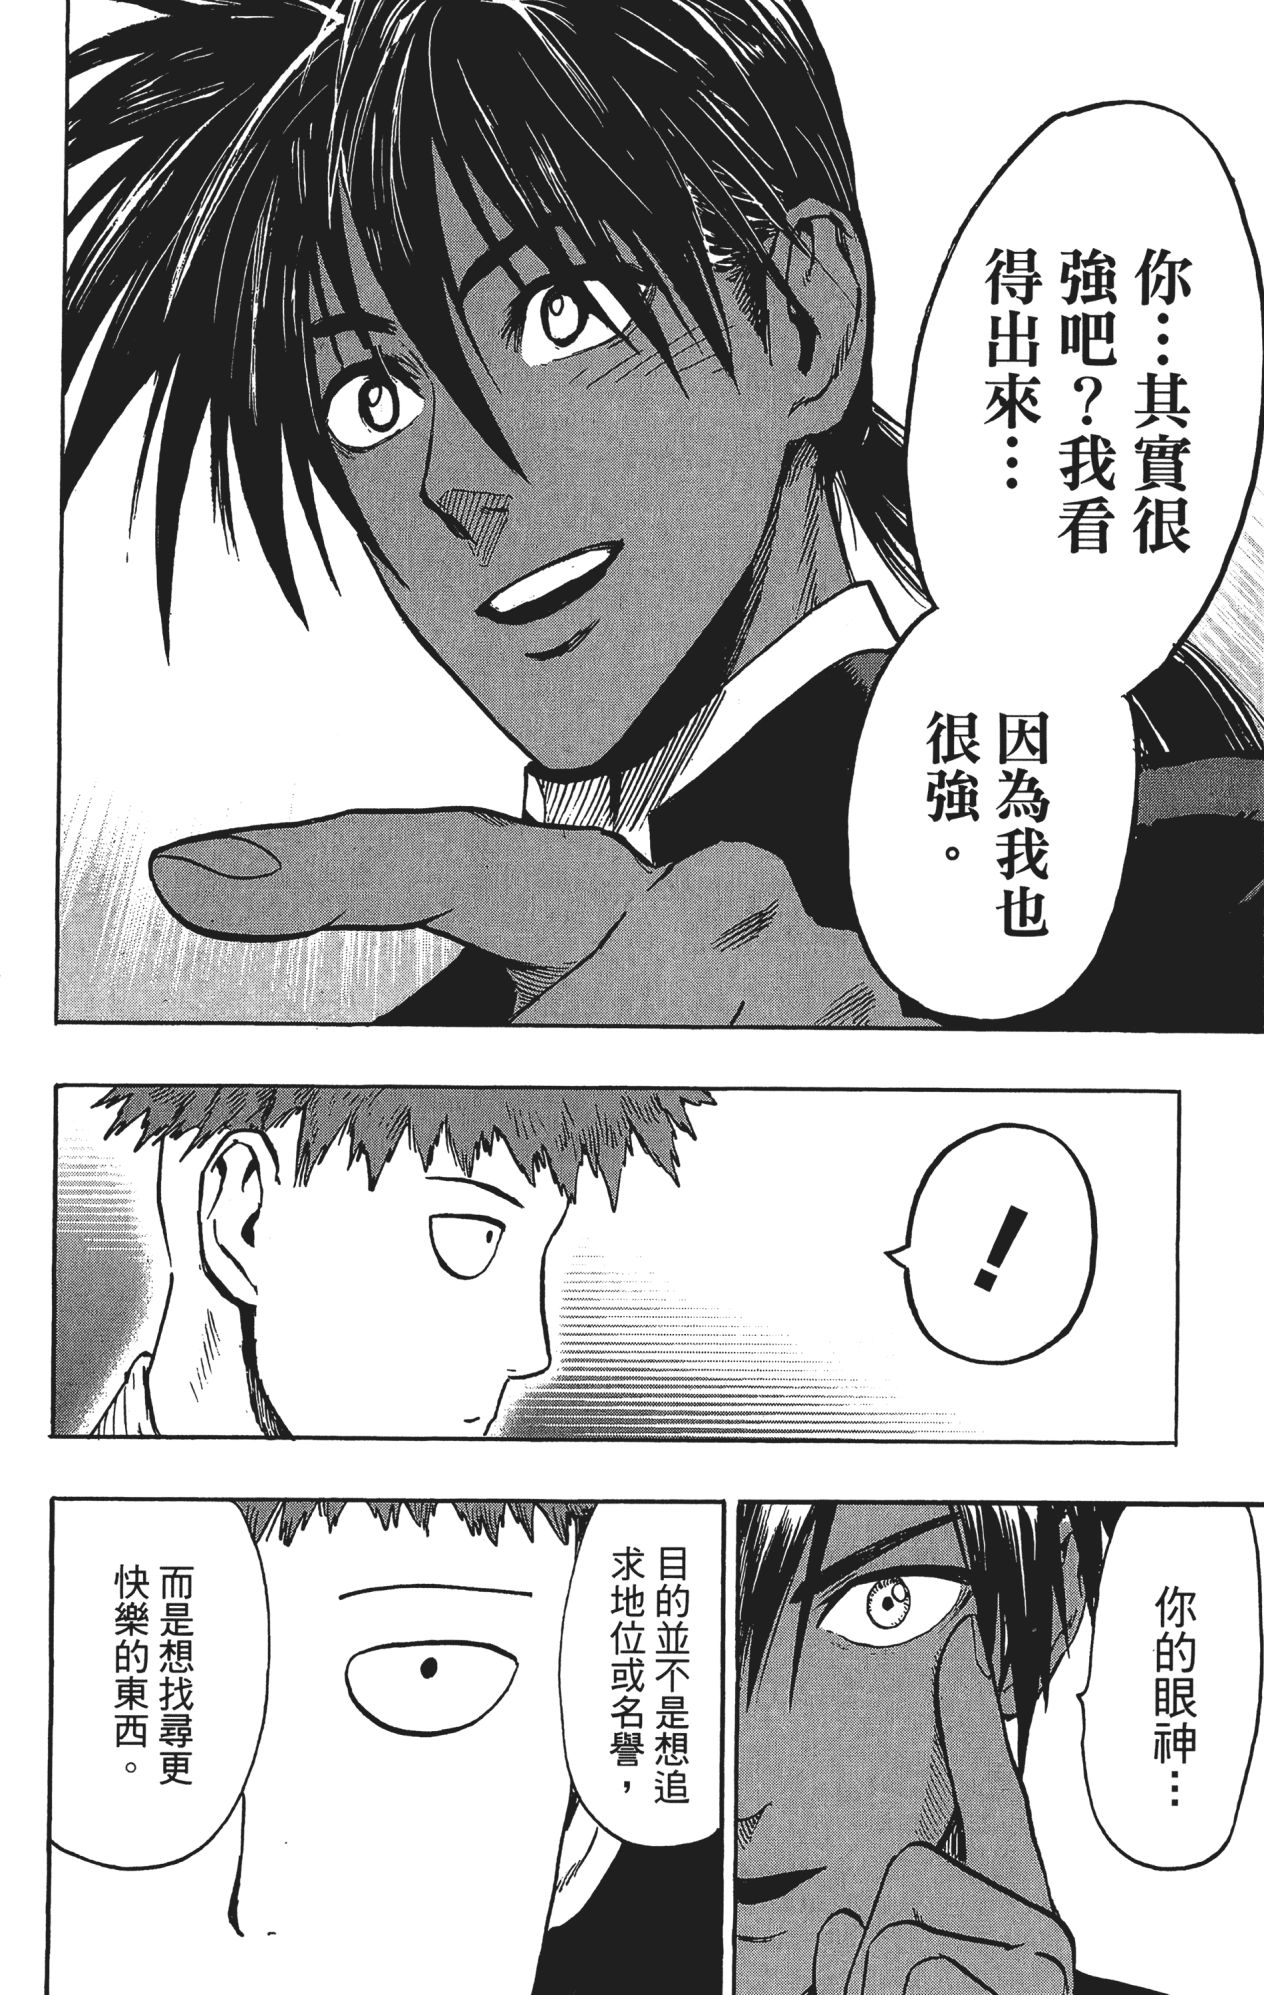 你…其實很
強吧？我看
得出來…
因為我也
很強。
！
你的眼神…
目的並不是想追
求地位或名譽，
而是想找尋更
快樂的東西。